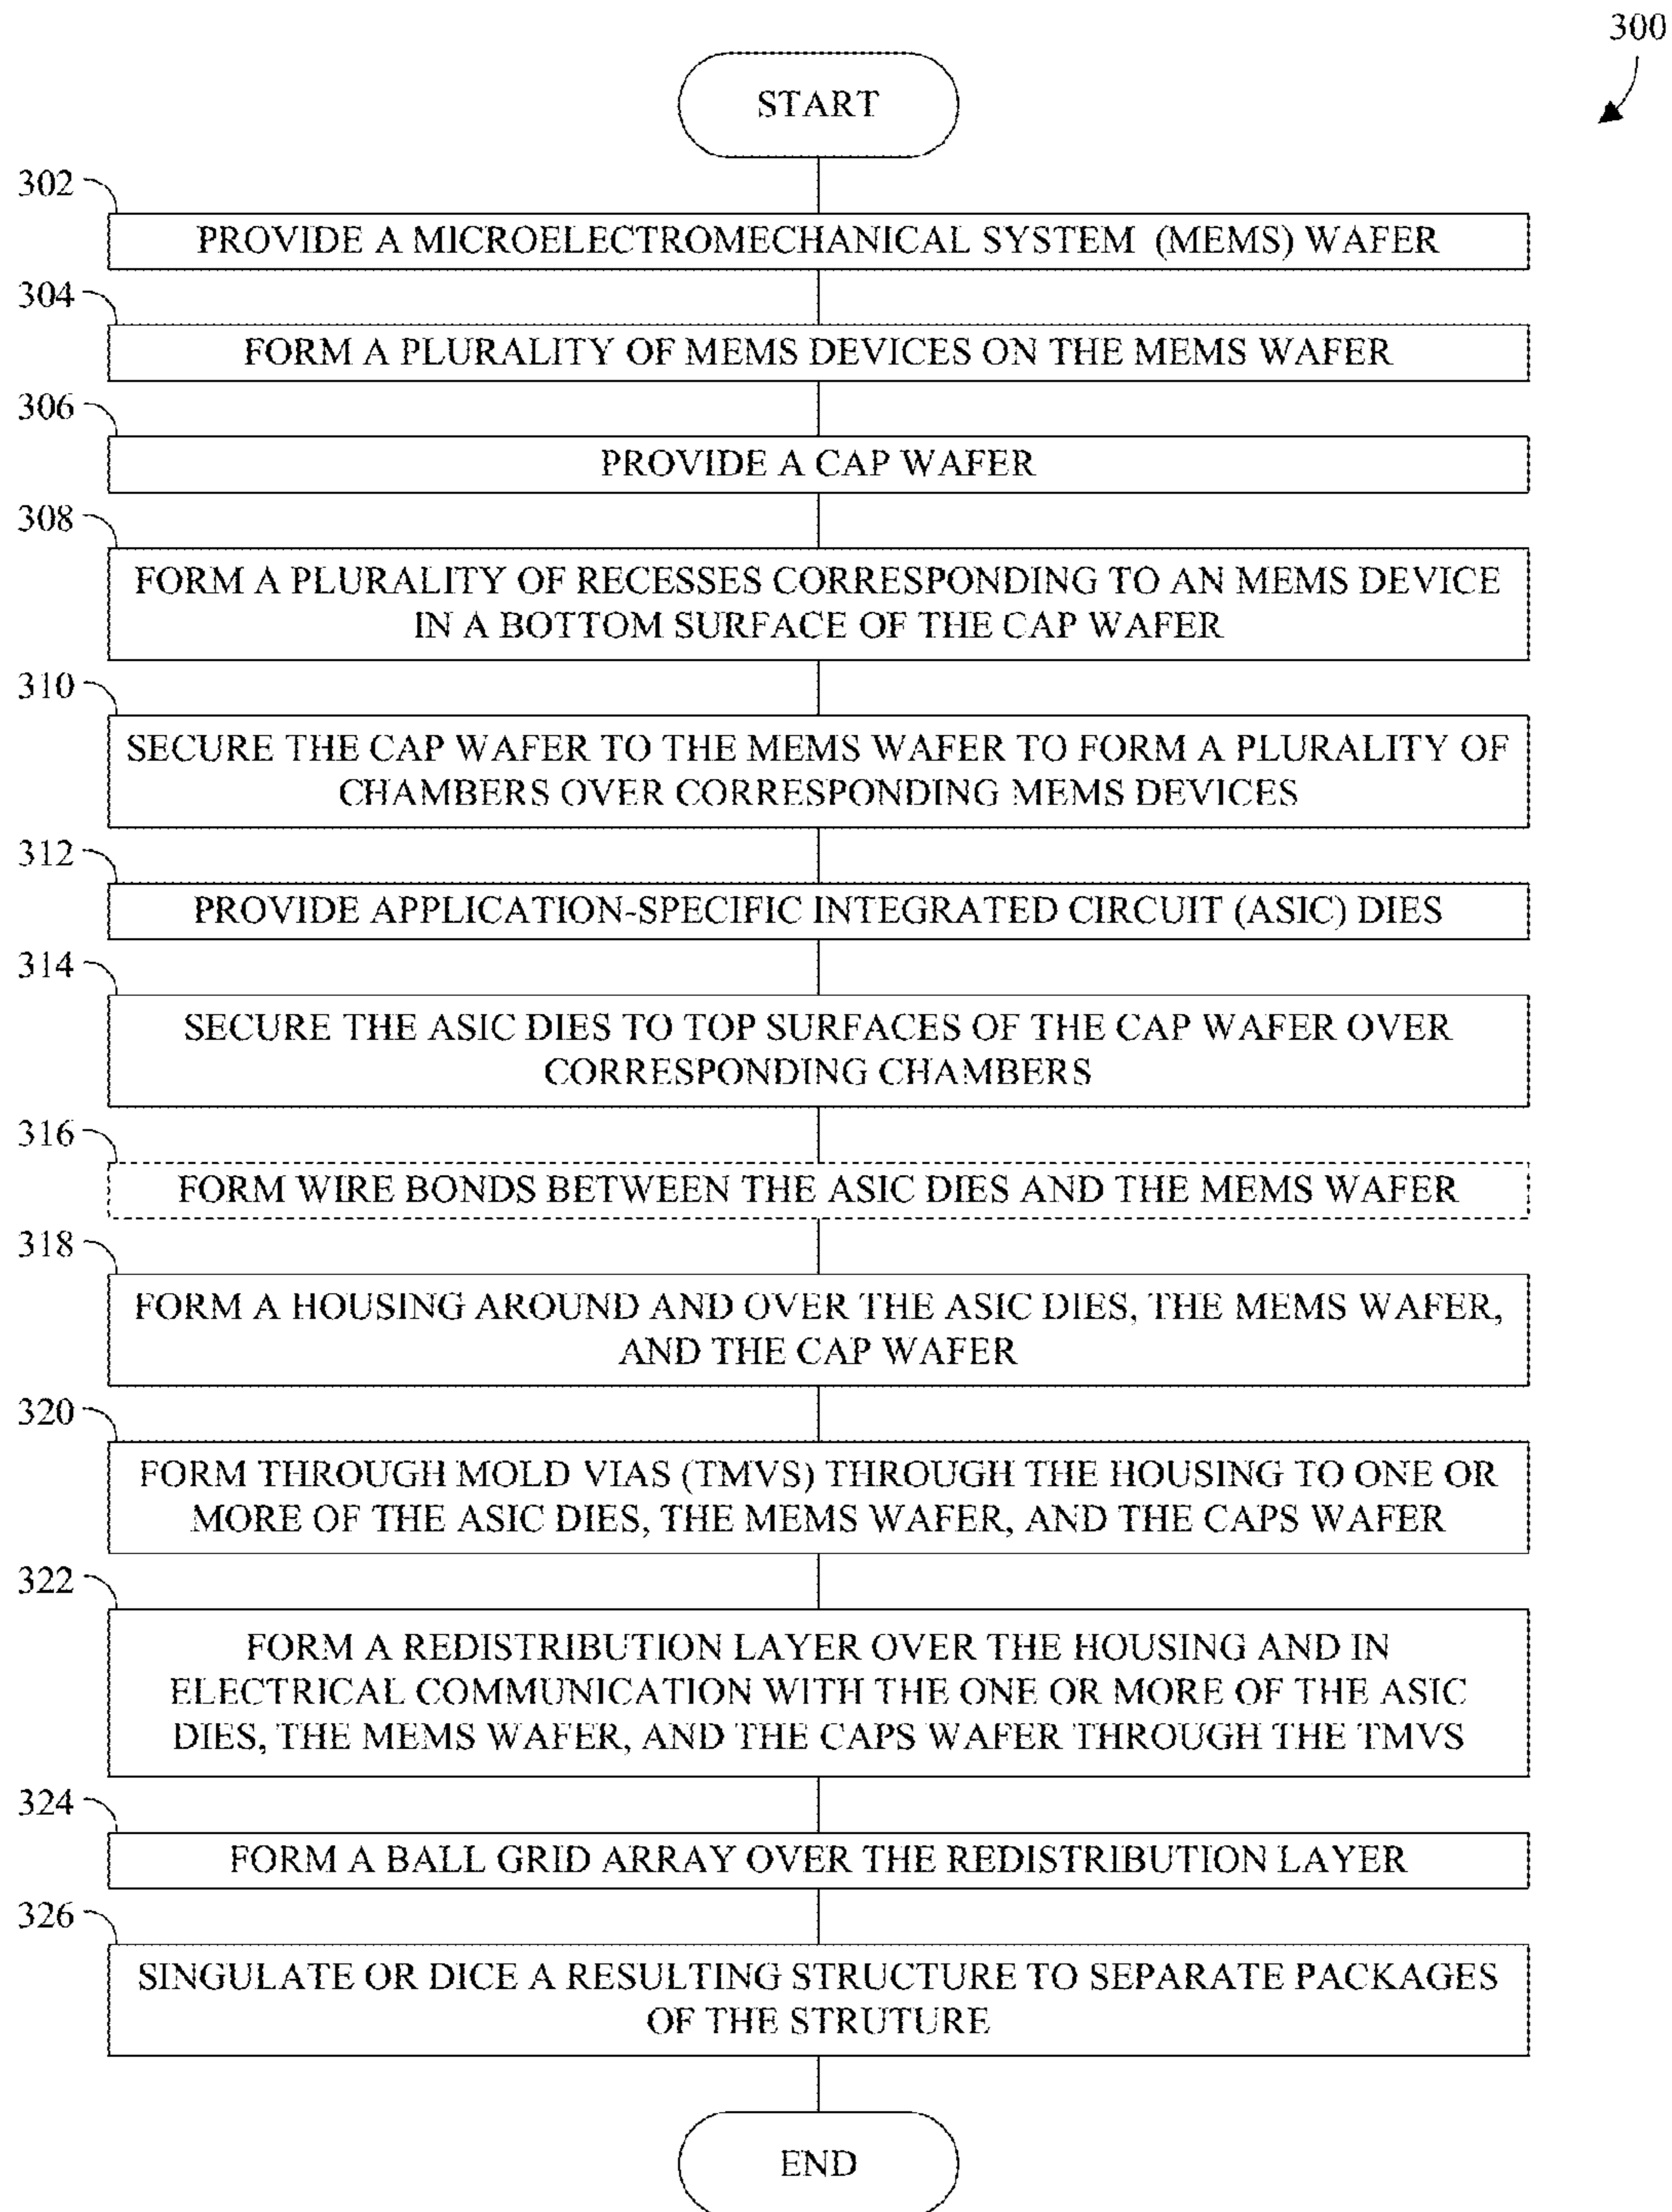 300
START
302
PROVIDE A MICROELECTROMECHANICAL SYSTEM (MEMS) WAFER
304
FORM A PLURALITY OF MEMS DEVICES ON THE MEMS WAFER
306
PROVIDE A CAP WAFER
308
FORM A PLURALITY OF RECESSES CORRESPONDING TO AN MEMS DEVICE
IN A BOTTOM SURFACE OF THE CAP WAFER
310
SECURE THE CAP WAFER TO THE MEMS WAFER TO FORM A PLURALITY OF
CHAMBERS OVER CORRESPONDING MEMS DEVICES
312
PROVIDE APPLICATION-SPECIFIC INTEGRATED CIRCUIT (ASIC) DIES
314
SECURE THE ASIC DIES TO TOP SURFACES OF THE CAP WAFER OVER
CORRESPONDING CHAMBERS
316
FORM WIRE BONDS BETWEEN THE ASIC DIES AND THE MEMS WAFER
318
FORM A HOUSING AROUND AND OVER THE ASIC DIES, THE MEMS WAFER,
AND THE CAP WAFER
320
FORM THROUGH MOLD VIAS (TMVS) THROUGH THE HOUSING TO ONE OR
MORE OF THE ASIC DIES, THE MEMS WAFER, AND THE CAPS WAFER
322
FORM A REDISTRIBUTION LAYER OVER THE HOUSING AND IN
ELECTRICAL COMMUNICATION WITH THE ONE OR MORE OF THE ASIC
DIES, THE MEMS WAFER, AND THE CAPS WAFER THROUGH THE TMVS
324
FORM A BALL GRID ARRAY OVER THE REDISTRIBUTION LAYER
326
SINGULATE OR DICE A RESULTING STRUCTURE TO SEPARATE PACKAGES
OF THE STRUTURE
END